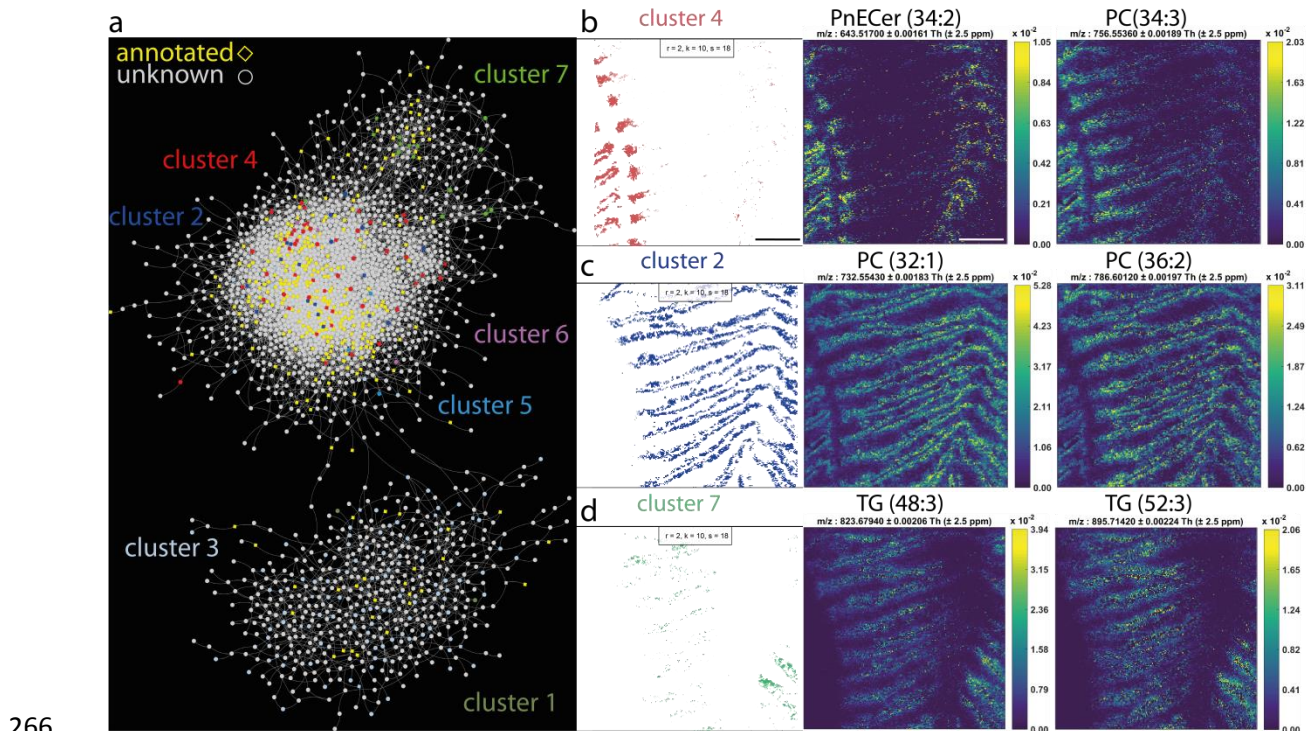 a
annotated
unknown
cluster 7
cluster 4
cluster 2
cluster 6
cluster 5
cluster 3
cluster 1
b
cluster 4
r = 2, k = 10, s = 18
PnECer (34:2)
m/z : 643.51700 ± 0.00161 Th (± 2.5 ppm)
x 10-2
1.05
0.84
0.63
0.42
0.21
0.00
PC(34:3)
m/z : 756.55360 ± 0.00189 Th (± 2.5 ppm)
x 10-2
2.03
1.62
1.22
0.81
0.41
0.00
c
cluster 2
r = 2, k = 10, s = 18
PC (32:1)
m/z : 732.55430 ± 0.00183 Th (± 2.5 ppm)
x 10-2
5.28
4.23
3.17
2.11
1.06
0.00
PC (36:2)
m/z : 786.60120 ± 0.00197 Th (± 2.5 ppm)
x 10-2
3.11
2.49
1.87
1.24
0.62
0.00
d
cluster 7
r = 2, k = 10, s = 18
TG (48:3)
m/z : 823.67940 ± 0.00206 Th (± 2.5 ppm)
x 10-2
3.94
3.15
2.36
1.57
0.79
0.00
TG (52:3)
m/z : 895.71420 ± 0.00224 Th (± 2.5 ppm)
x 10-2
2.06
1.65
1.24
0.82
0.41
0.00
266